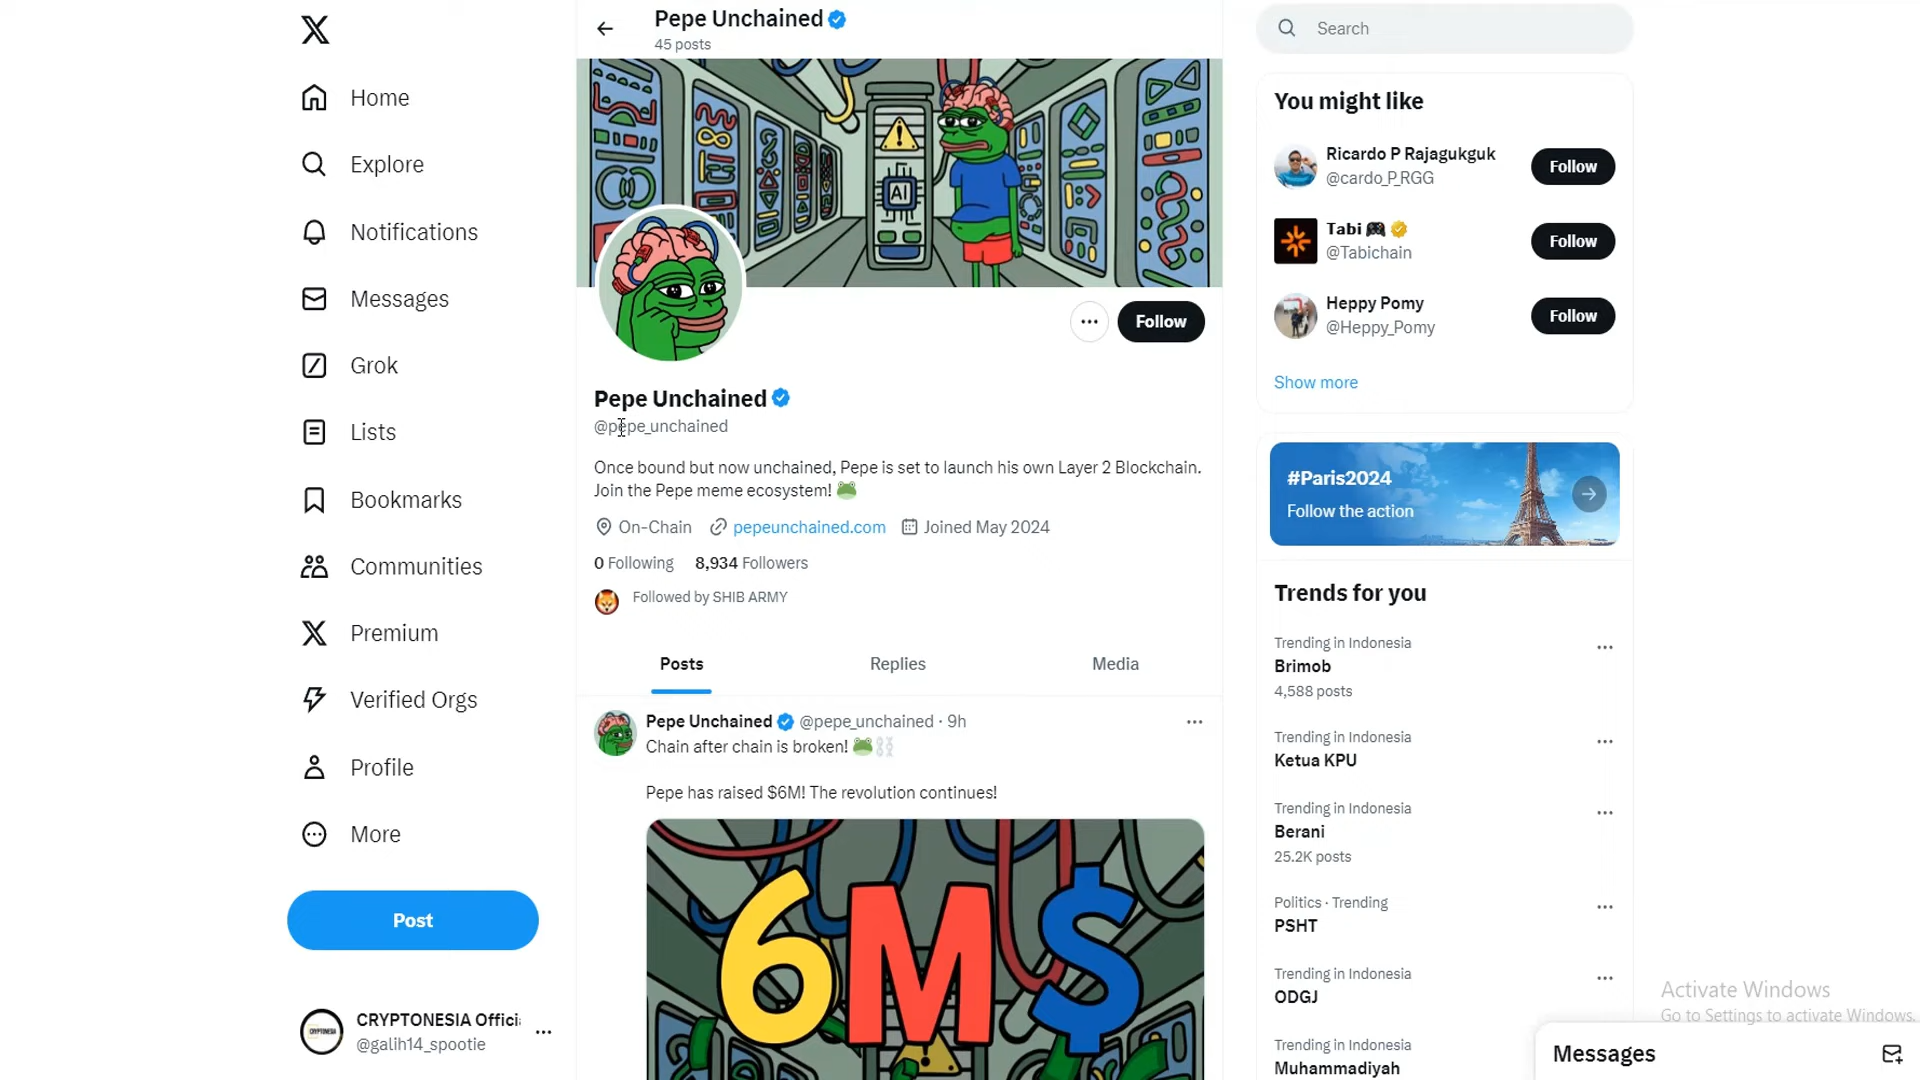 Home
Explore
Notifications
Messages
Grok
Lists
Bookmarks
Communities
Premium
Verified Orgs
Profile
More
Post
CRYPTONESIA
CRYPTONESIA Offici
@galih14_spootie
Pepe Unchained
45 posts
AI
Follow
Pepe Unchained
@pepe_unchained
Once bound but now unchained, Pepe is set to launch his own Layer 2 Blockchain.
Join the Pepe meme ecosystem! 🐸
On-Chain pepeunchained.com Joined May 2024
0 Following 8,934 Followers
Followed by SHIB ARMY
Posts Replies Media
Pepe Unchained @pepe_unchained · 9h
Chain after chain is broken! 🐸⛓️
Pepe has raised $6M! The revolution continues!
6M$
Search
You might like
Ricardo P Rajagukguk
@cardo_P_RGG
Follow
Tabi 🎮
@Tabichain
Follow
Heppy Pomy
@Heppy_Pomy
Follow
Show more
#Paris2024
Follow the action
Trends for you
Trending in Indonesia
Brimob
4,588 posts
Trending in Indonesia
Ketua KPU
Trending in Indonesia
Berani
25.2K posts
Politics · Trending
PSHT
Trending in Indonesia
ODGJ
Trending in Indonesia
Muhammadiyah
Activate Windows
Go to Settings to activate Windows.
Messages